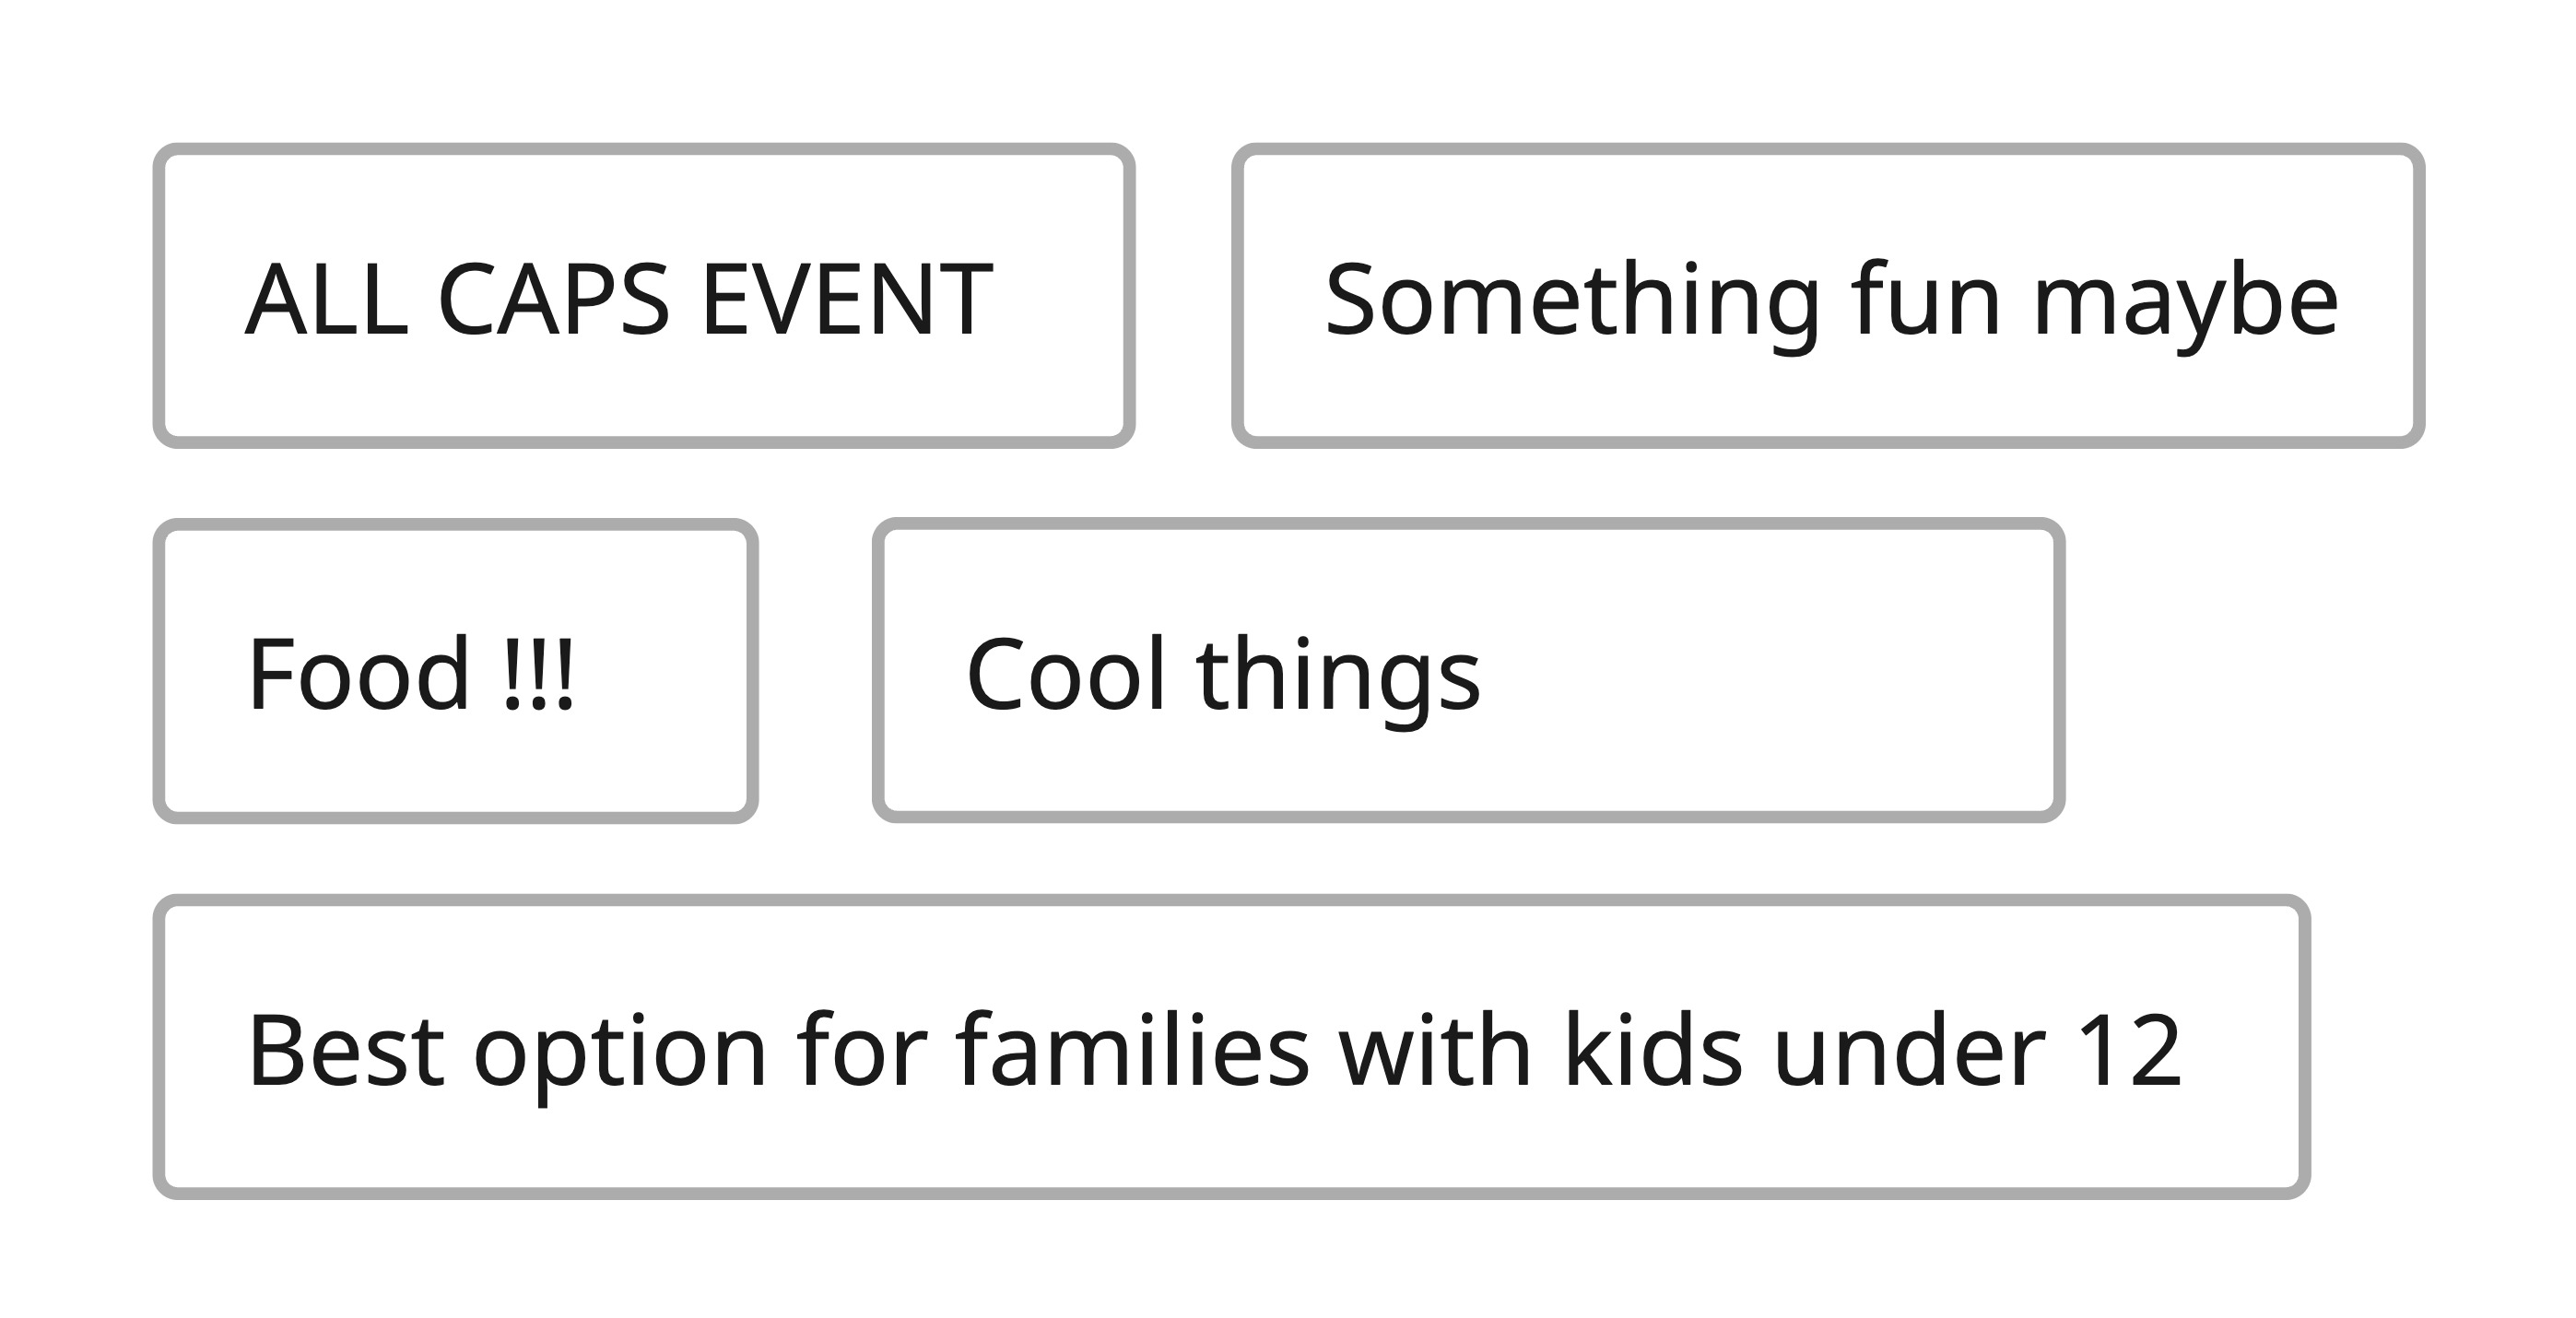 ALL CAPS EVENT
Something fun maybe
Food !!!
Cool things
Best option for families with kids under 12